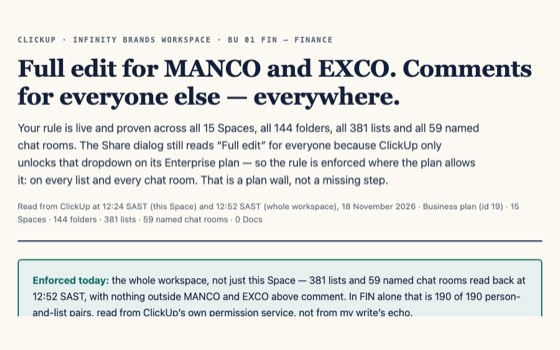 CLICKUP · INFINITY BRANDS WORKSPACE · BU 01 FIN — FINANCE
Full edit for MANCO and EXCO. Comments
for everyone else — everywhere.
Your rule is live and proven across all 15 Spaces, all 144 folders, all 381 lists and all 59 named
chat rooms. The Share dialog still reads “Full edit” for everyone because ClickUp only
unlocks that dropdown on its Enterprise plan — so the rule is enforced where the plan allows
it: on every list and every chat room. That is a plan wall, not a missing step.
Read from ClickUp at 12:24 SAST (this Space) and 12:52 SAST (whole workspace), 18 November 2026 · Business plan (id 19) · 15
Spaces · 144 folders · 381 lists · 59 named chat rooms · 0 Docs
Enforced today: the whole workspace, not just this Space — 381 lists and 59 named chat rooms read back at
12:52 SAST, with nothing outside MANCO and EXCO above comment. In FIN alone that is 190 of 190 person-
and-list pairs, read from ClickUp’s own permission service, not from my write’s echo.